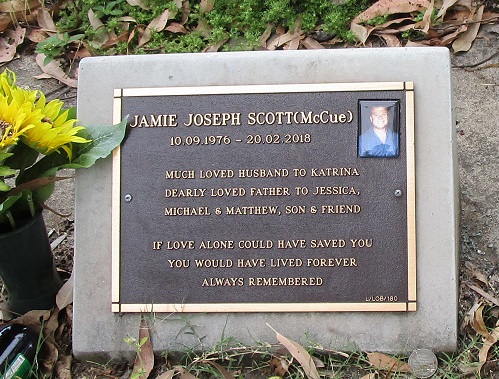 JAMIE JOSEPH SCOTT(McCue)
10.09.1976 - 20.02.2018
MUCH LOVED HUSBAND TO KATRINA
DEARLY LOVED FATHER TO JESSICA,
MICHAEL & MATTHEW, SON & FRIEND
IF LOVE ALONE COULD HAVE SAVED YOU
YOU WOULD HAVE LIVED FOREVER
ALWAYS REMEMBERED
L/LOB/180